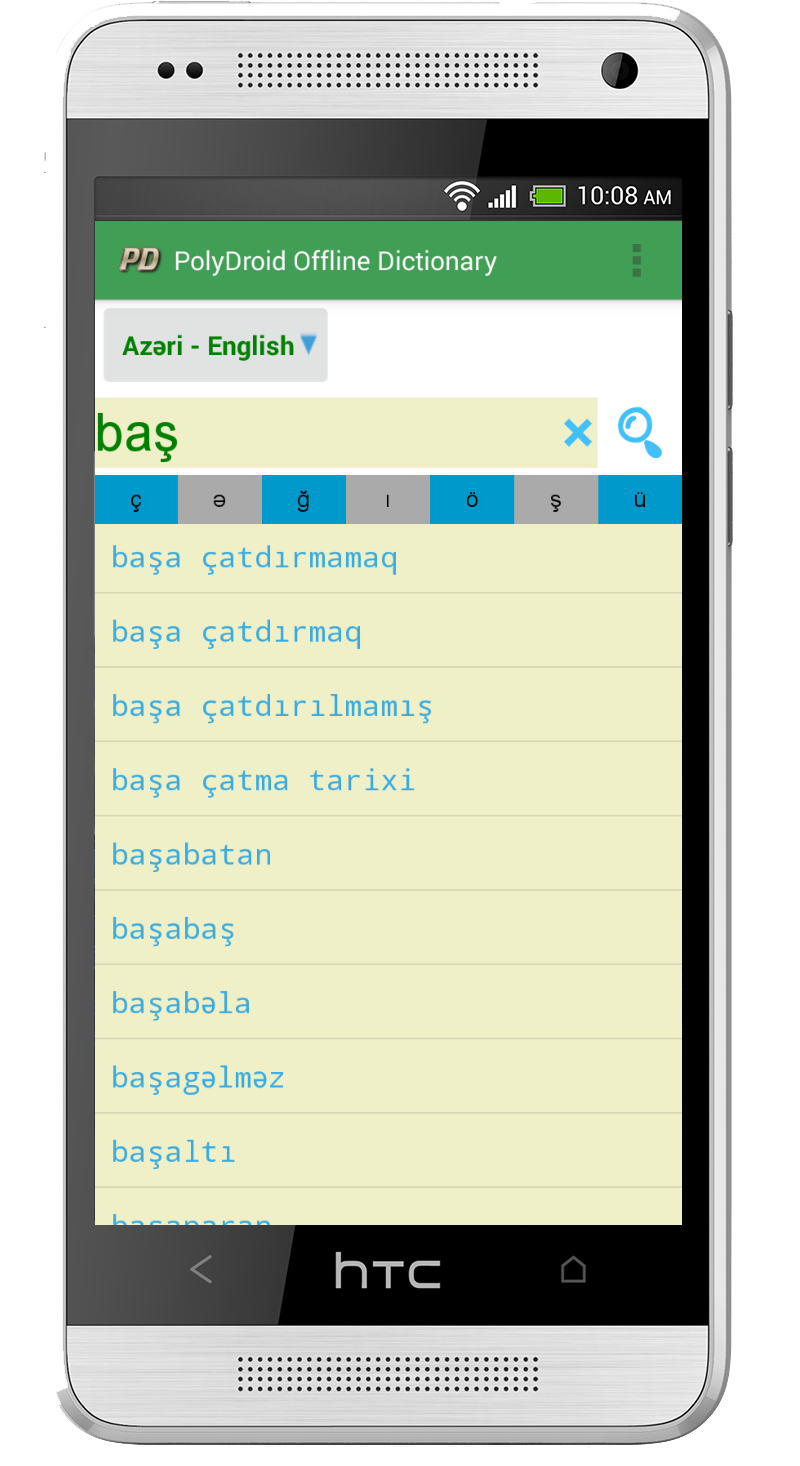 10:08 AM
PD PolyDroid Offline Dictionary
Azəri - English
baş
ç ə ğ ı ö ş ü
başa çatdırmamaq
başa çatdırmaq
başa çatdırılmamış
başa çatma tarixi
başabatan
başabaş
başabəla
başagəlməz
başaltı
başaparan
hTC